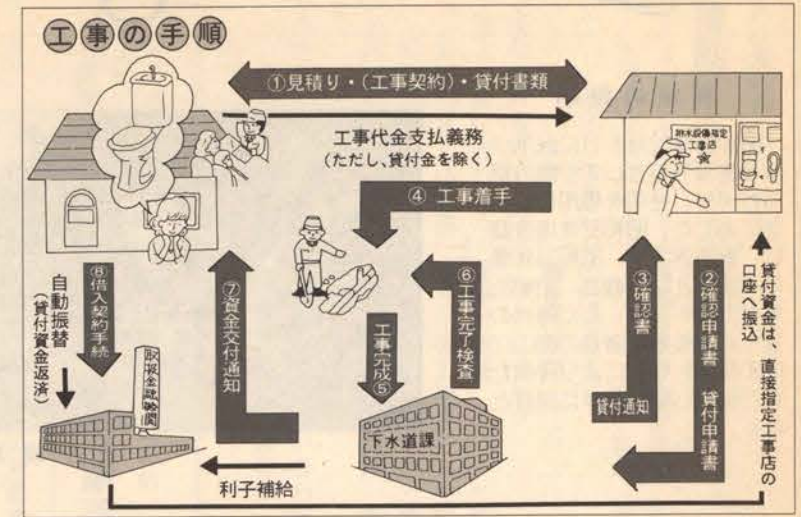 工事の手順
①見積り・(工事契約)・貸付書類
工事代金支払義務
(ただし、貸付金を除く)
排水設備指定
工事店
④ 工事着手
⑧借入契約手続
自動振替
(貸付資金返済)
⑦資金交付通知
工事完成⑤
⑥工事完了検査
③確認書
貸付通知
②確認申請書 貸付申請書
貸付資金は、直接指定工事店の
口座へ振込
取扱金融機関
下水道課
利子補給